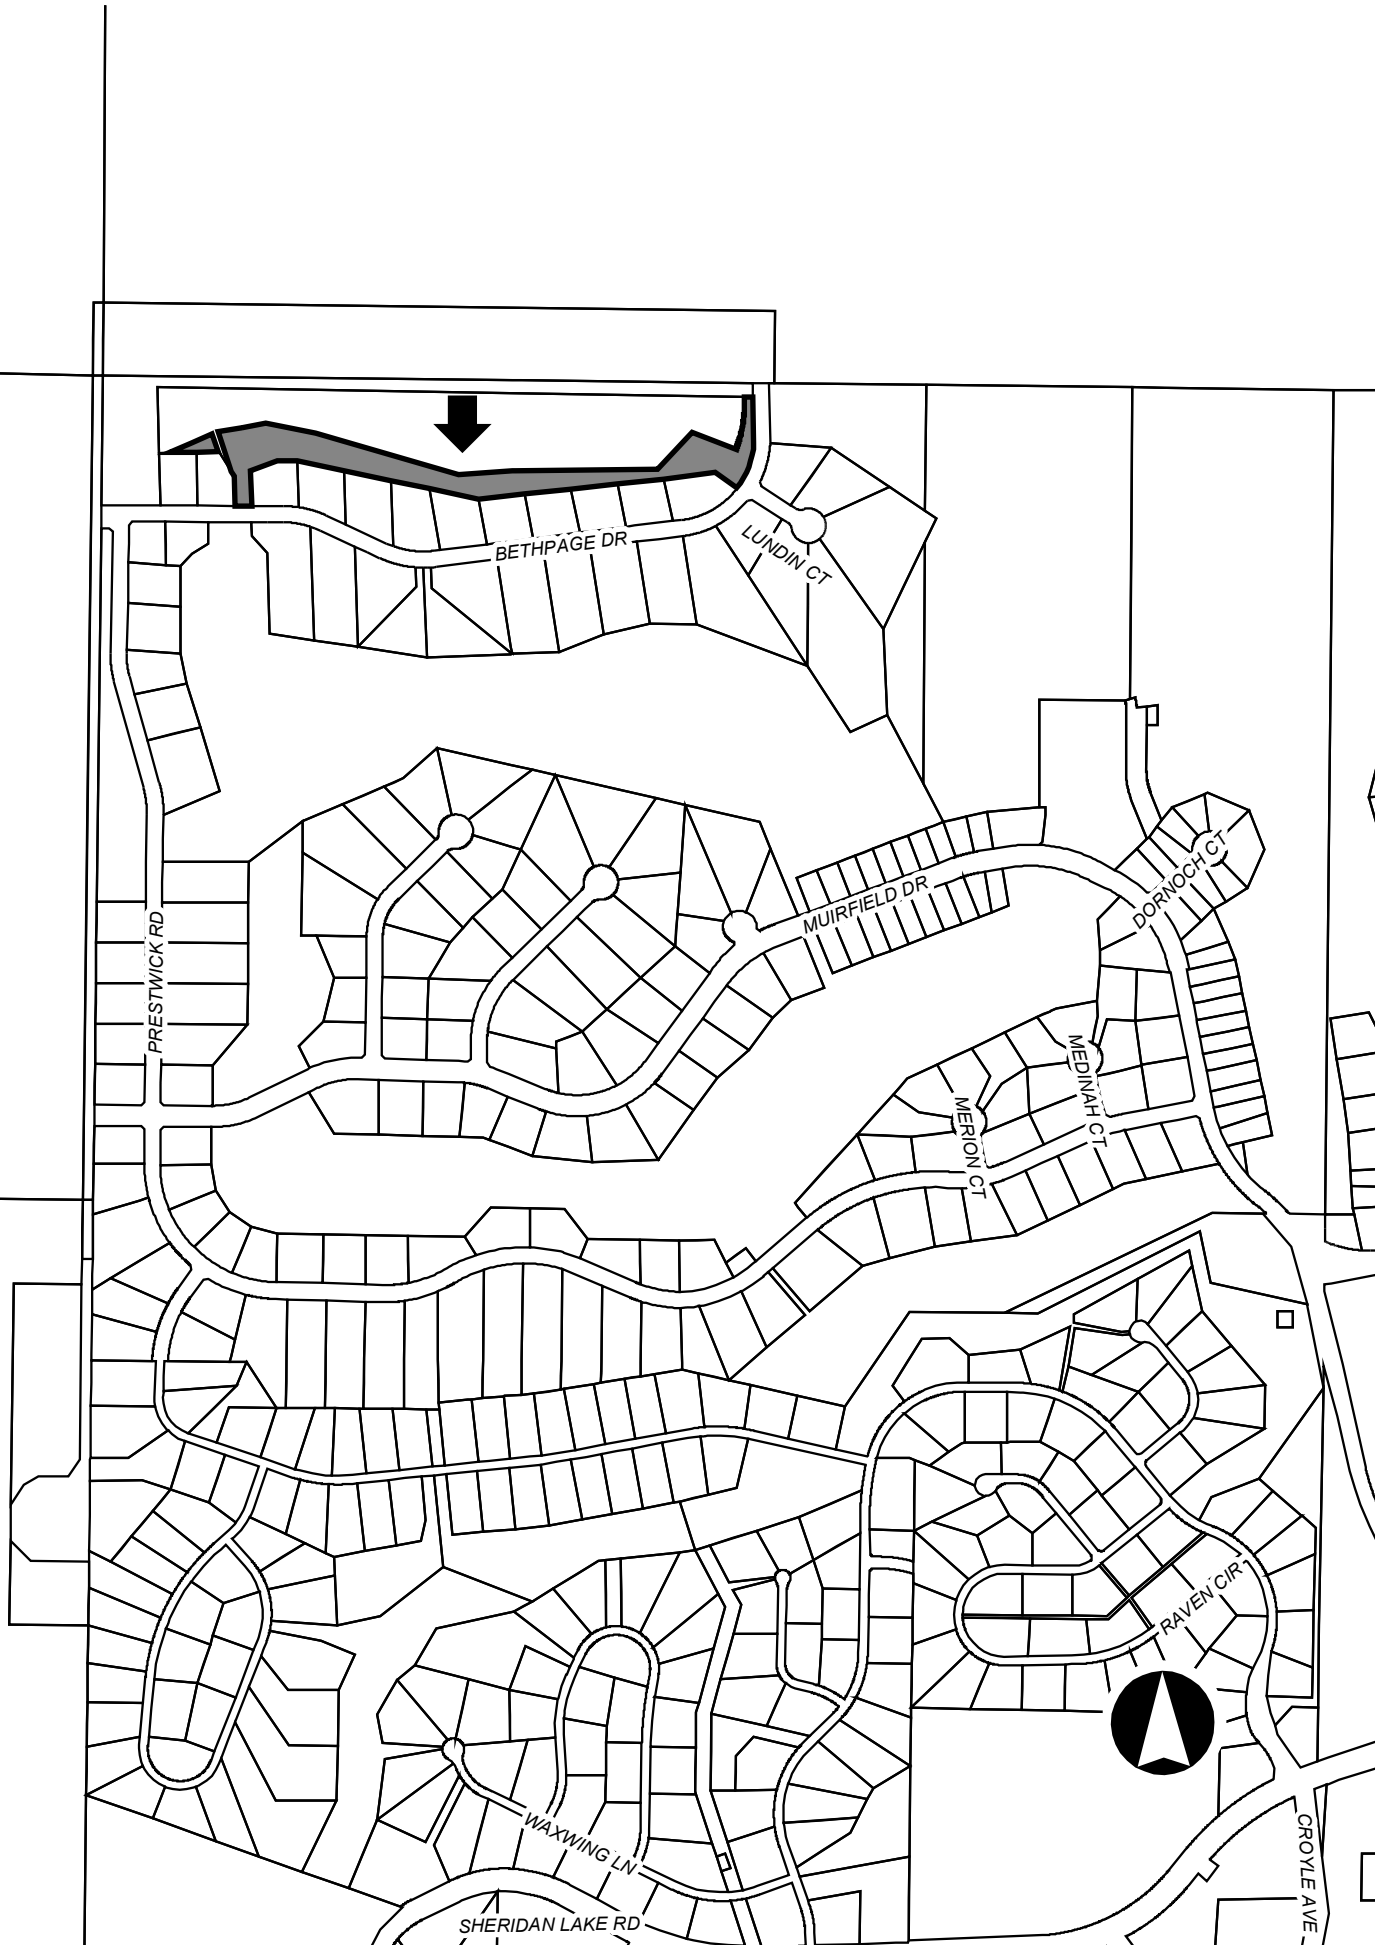 BETHPAGE DR
LUNDIN CT
DORNOCH CT
MUIRFIELD DR
PRESTWICK RD
MEDINAH CT
MERION CT
RAVEN CIR
WAXWING LN
CROYLE AVE
SHERIDAN LAKE RD